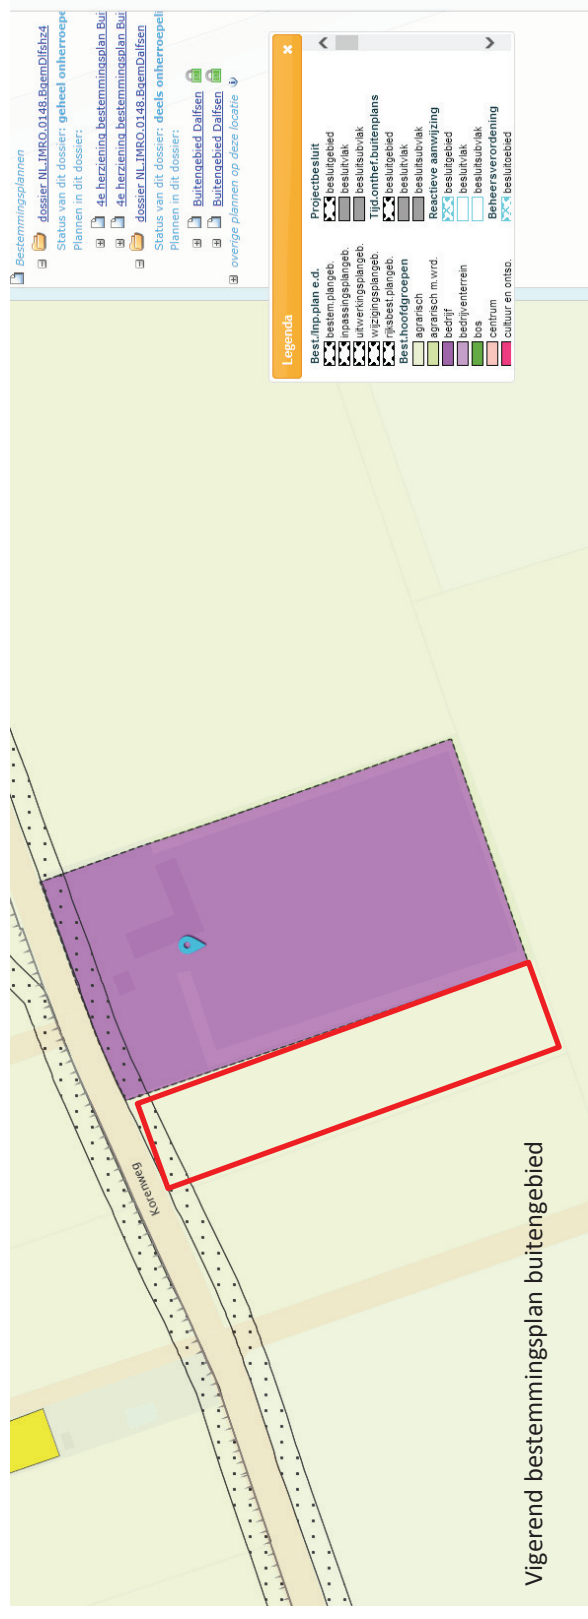 Bestemmingsplannen
dossier NL.IMRO.0148.BgemDlfshz4
Status van dit dossier: geheel onherroepe
Plannen in dit dossier:
4e herziening bestemmingsplan Bui
4e herziening bestemmingsplan Bui
dossier NL.IMRO.0148.BgemDalfsen
Status van dit dossier: deels onherroepeli
Plannen in dit dossier:
Buitengebied Dalfsen
Buitengebied Dalfsen
overige plannen op deze locatie
Legenda
Best./Inp.plan e.d.
bestem.plangeb.
inpassingsplangeb.
uitwerkingsplangeb.
wijzigingsplangeb.
rijksbest.plangeb.
Best.hoofdgroepen
agrarisch
agrarisch m.wrd.
bedrijf
bedrijventerrein
bos
centrum
cultuur en ontsp.
Projectbesluit
besluitgebied
besluitvlak
besluitsubvlak
Tijd.onthef.buitenplans
besluitgebied
besluitvlak
besluitsubvlak
Reactieve aanwijzing
besluitgebied
besluitvlak
besluitsubvlak
Beheersverordening
besluitgebied
Korenweg
Vigerend bestemmingsplan buitengebied